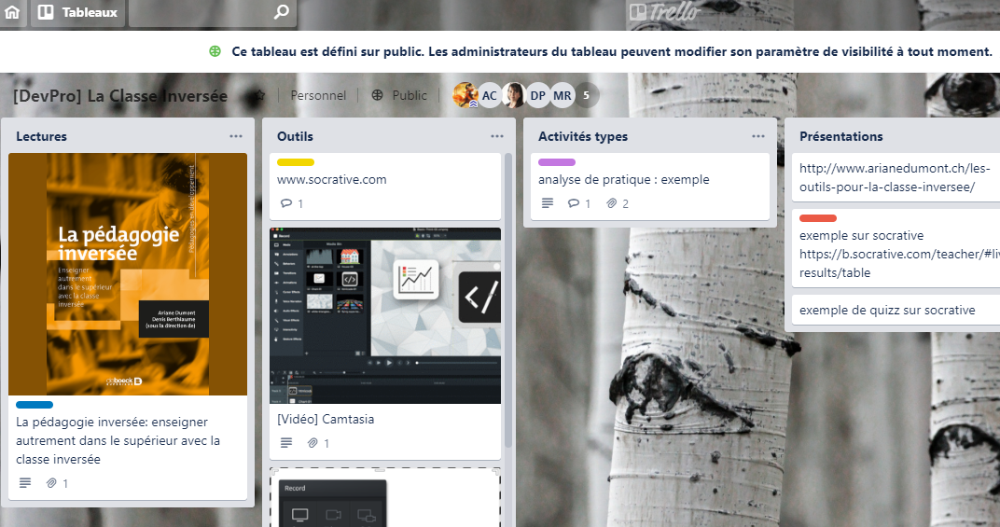 Tableaux
Trello
Ce tableau est défini sur public. Les administrateurs du tableau peuvent modifier son paramètre de visibilité à tout moment.
[DevPro] La Classe Inversée
Personnel
Public
AC
DP
MR
5
Lectures
Pédagogies en développement
La pédagogie
inversée
Enseigner
autrement
dans le supérieur
avec la classe
inversée
Ariane Dumont
Denis Berthiaume
(sous la direction de)
deboeck
La pédagogie inversée: enseigner
autrement dans le supérieur avec la
classe inversée
1
Outils
www.socrative.com
1
Record
[Vidéo] Camtasia
1
Record
Activités types
analyse de pratique : exemple
1
2
Présentations
http://www.arianedumont.ch/les-
outils-pour-la-classe-inversee/
exemple sur socrative
https://b.socrative.com/teacher/#liv
results/table
exemple de quizz sur socrative